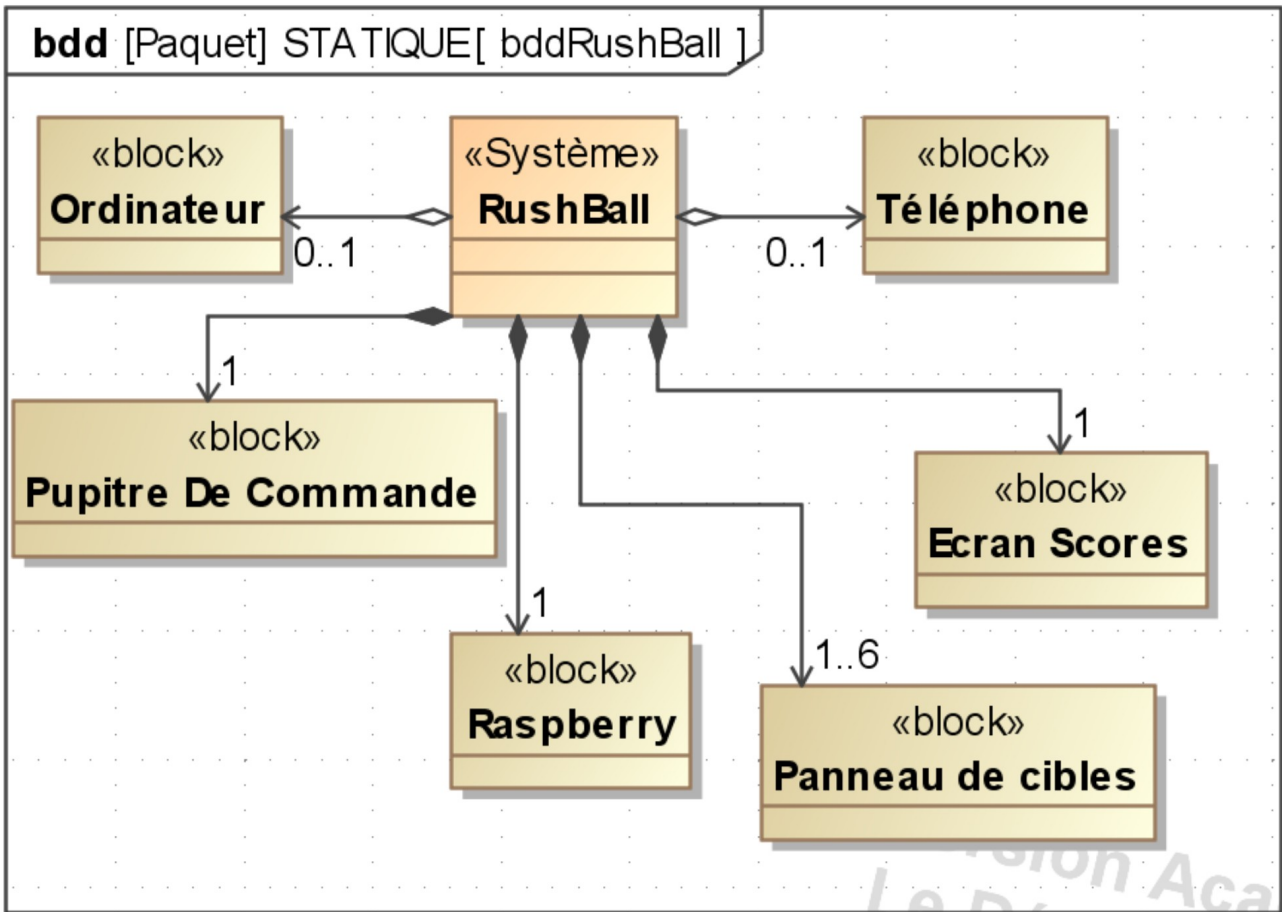 bdd [Paquet] STATIQUE[ bddRushBall ]
«block»
Ordinateur
0..1
«Système»
RushBall
0..1
«block»
Téléphone
1
«block»
Pupitre De Commande
1
«block»
Ecran Scores
1
«block»
Raspberry
1..6
«block»
Panneau de cibles